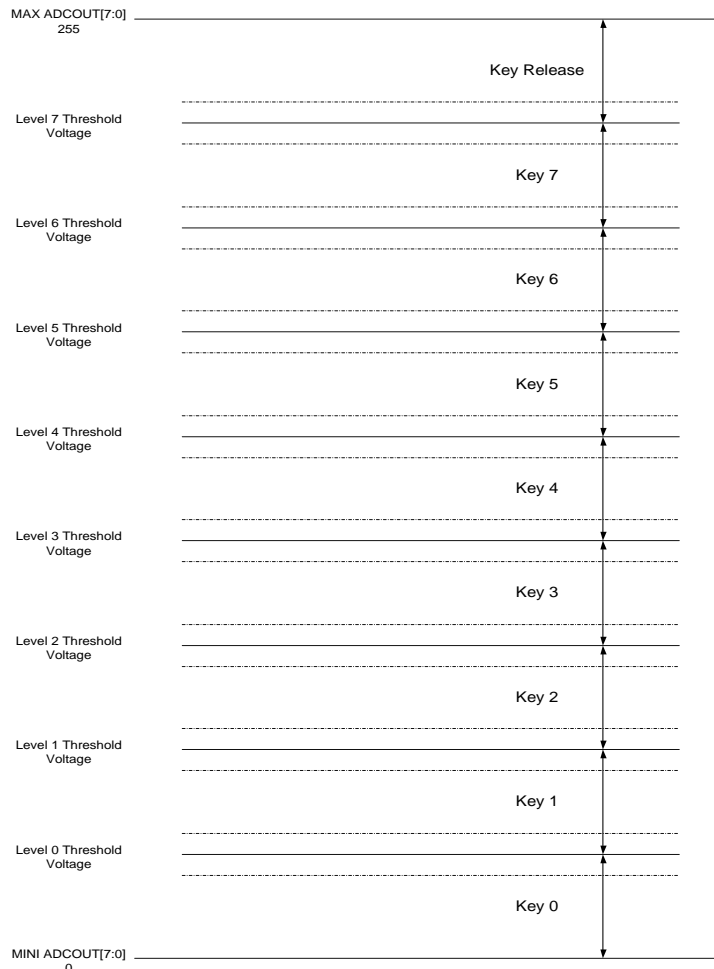 MAX ADCOUT[7:0]
255
Key Release
Level 7 Threshold
Voltage
Key 7
Level 6 Threshold
Voltage
Key 6
Level 5 Threshold
Voltage
Key 5
Level 4 Threshold
Voltage
Key 4
Level 3 Threshold
Voltage
Key 3
Level 2 Threshold
Voltage
Key 2
Level 1 Threshold
Voltage
Key 1
Level 0 Threshold
Voltage
Key 0
MINI ADCOUT[7:0]
0